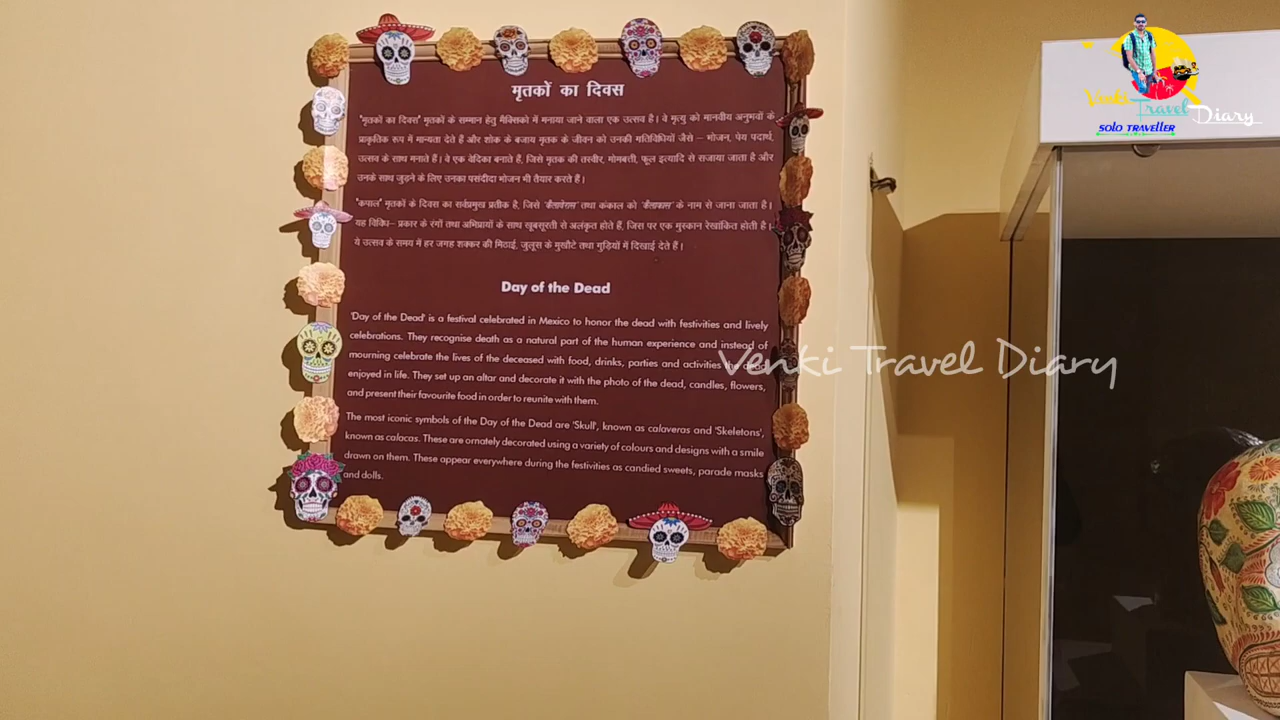 मृतकों का दिवस
"मृतकों का दिवस" मृतकों के सम्मान हेतु मैक्सिको में मनाया जाने वाला एक उत्सव है। वे मृत्यु को मानवीय अनुभवों के
प्राकृतिक रूप में मान्यता देते हैं और शोक के बजाय मृतक के जीवन को उनकी गतिविधियों जैसे – भोजन, पेय पदार्थ,
उत्सव के साथ मनाते हैं। वे एक वेदिका बनाते हैं, जिसे मृतक की तस्वीर, मोमबत्ती, फूल इत्यादि से सजाया जाता है और
उनके साथ जुड़ने के लिए उनका पसंदीदा भोजन भी तैयार करते हैं।
"कपाल" मृतकों के दिवस का सर्वप्रमुख प्रतीक है, जिसे तथा कंकाल को के नाम से जाना जाता है।
यह विविध– प्रकार के रंगों तथा अभिप्रायों के साथ खूबसूरती से अलंकृत होते हैं, जिस पर एक मुस्कान रेखांकित होती है।
ये उत्सव के समय में हर जगह शक्कर की मिठाई, जुलूस के मुखौटे तथा गुड़ियों में दिखाई देते हैं।
Day of the Dead
'Day of the Dead' is a festival celebrated in Mexico to honor the dead with festivities and lively
celebrations. They recognise death as a natural part of the human experience and instead of
mourning celebrate the lives of the deceased with food, drinks, parties and activities the dead
enjoyed in life. They set up an altar and decorate it with the photo of the dead, candles, flowers,
and present their favourite food in order to reunite with them.
The most iconic symbols of the Day of the Dead are 'Skull', known as calaveras and 'Skeletons',
known as calacas. These are ornately decorated using a variety of colours and designs with a smile
drawn on them. These appear everywhere during the festivities as candied sweets, parade masks
and dolls.
Venki Travel Diary
Venki Travel Diary
SOLO TRAVELLER